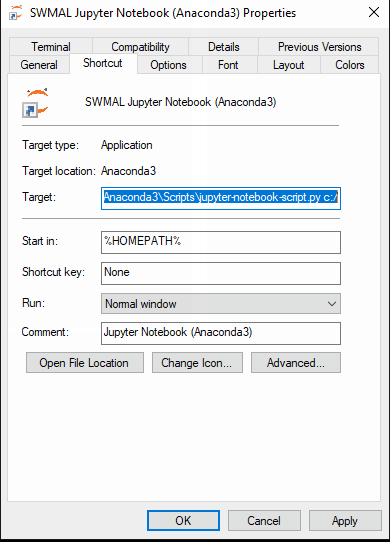 SWMAL Jupyter Notebook (Anaconda3) Properties
Terminal Compatibility Details Previous Versions
General Shortcut Options Font Layout Colors
SWMAL Jupyter Notebook (Anaconda3)
Target type: Application
Target location: Anaconda3
Target: Anaconda3\Scripts\jupyter-notebook-script.py c:/
Start in: %HOMEPATH%
Shortcut key: None
Run: Normal window
Comment: Jupyter Notebook (Anaconda3)
Open File Location Change Icon... Advanced...
OK Cancel Apply